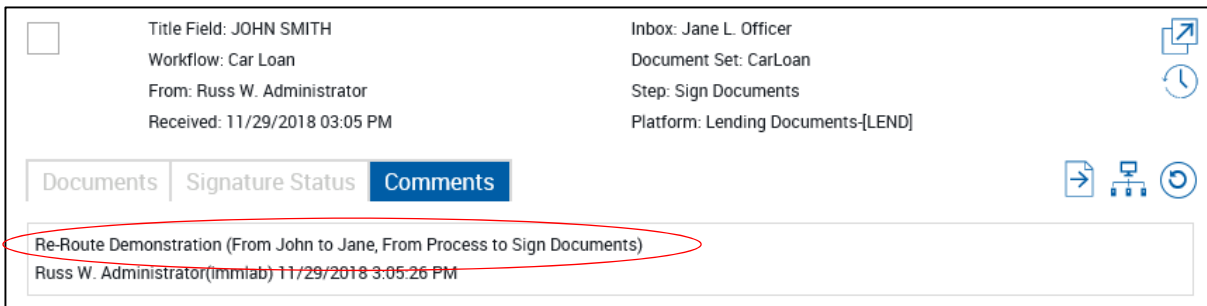 Title Field: JOHN SMITH
Workflow: Car Loan
From: Russ W. Administrator
Received: 11/29/2018 03:05 PM
Inbox: Jane L. Officer
Document Set: CarLoan
Step: Sign Documents
Platform: Lending Documents-[LEND]
Documents Signature Status Comments
Re-Route Demonstration (From John to Jane, From Process to Sign Documents)
Russ W. Administrator(immlab) 11/29/2018 3:05:26 PM